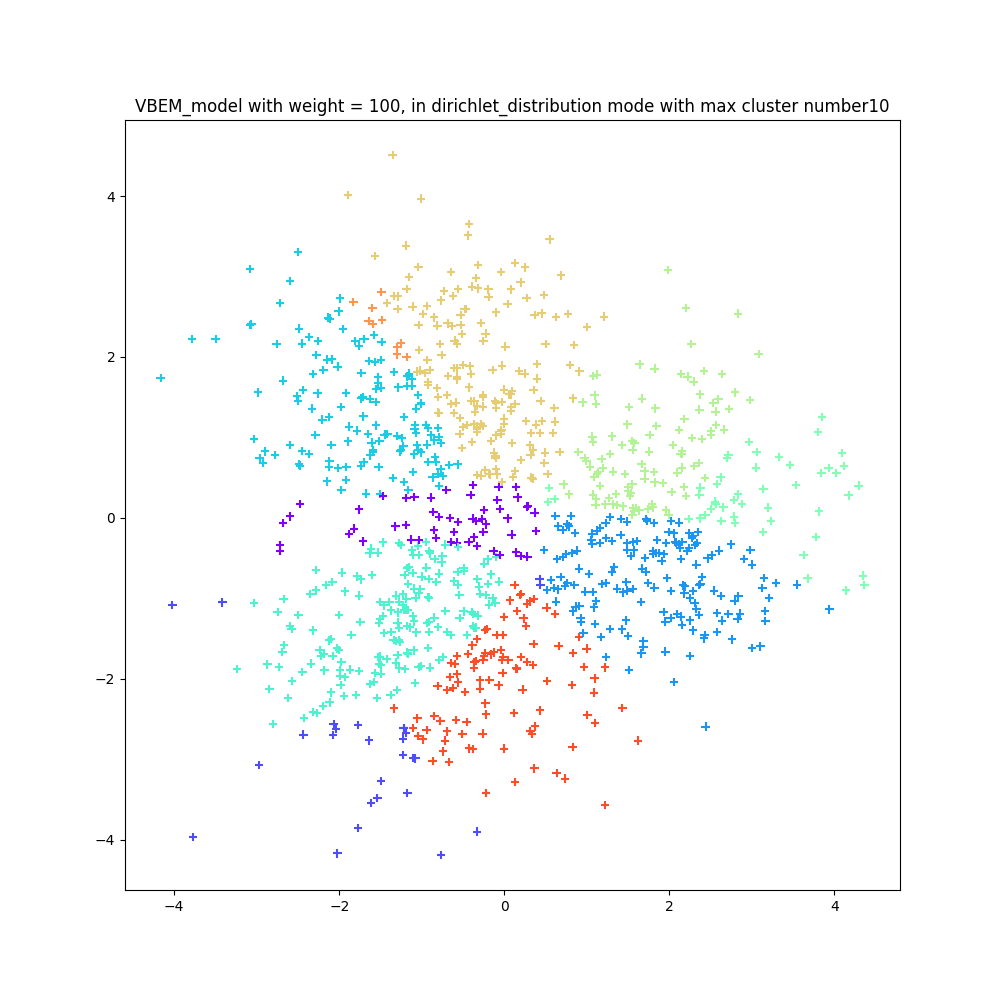 VBEM_model with weight = 100, in dirichlet_distribution mode with max cluster number10
4
2
0
−2
−4
−4 −2 0 2 4